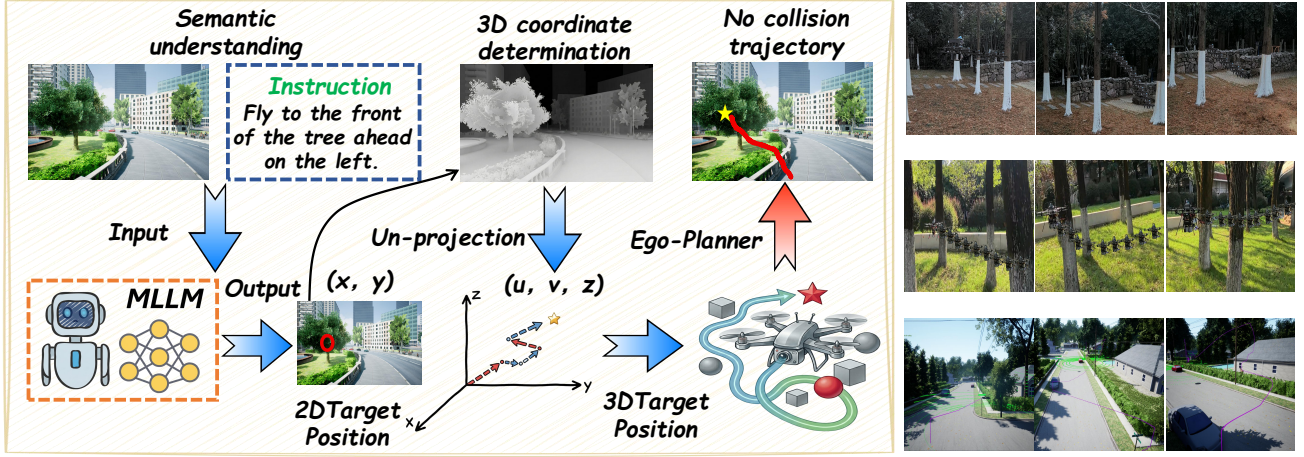 Semantic
understanding
Instruction
Fly to the front
of the tree ahead
on the left.
3D coordinate
determination
No collision
trajectory
Input
Un-projection
Ego-Planner
MLLM
Output
(x, y)
(u, v, z)
z
y
x
2DTarget
Position
3DTarget
Position